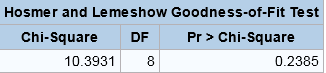 Hosmer and Lemeshow Goodness-of-Fit Test
Chi-Square DF Pr > Chi-Square
10.3931 8 0.2385